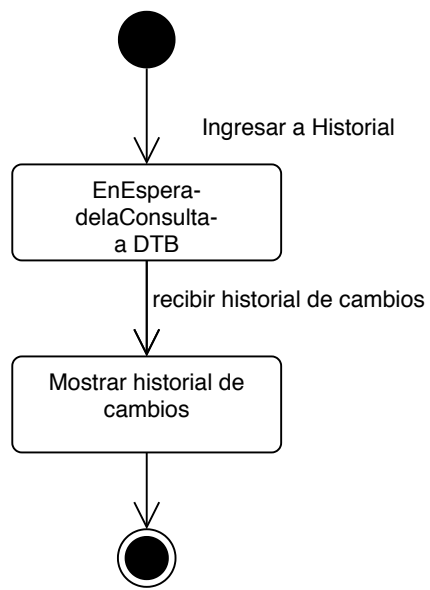 Ingresar a Historial
EnEspera-
delaConsulta-
a DTB
recibir historial de cambios
Mostrar historial de
cambios